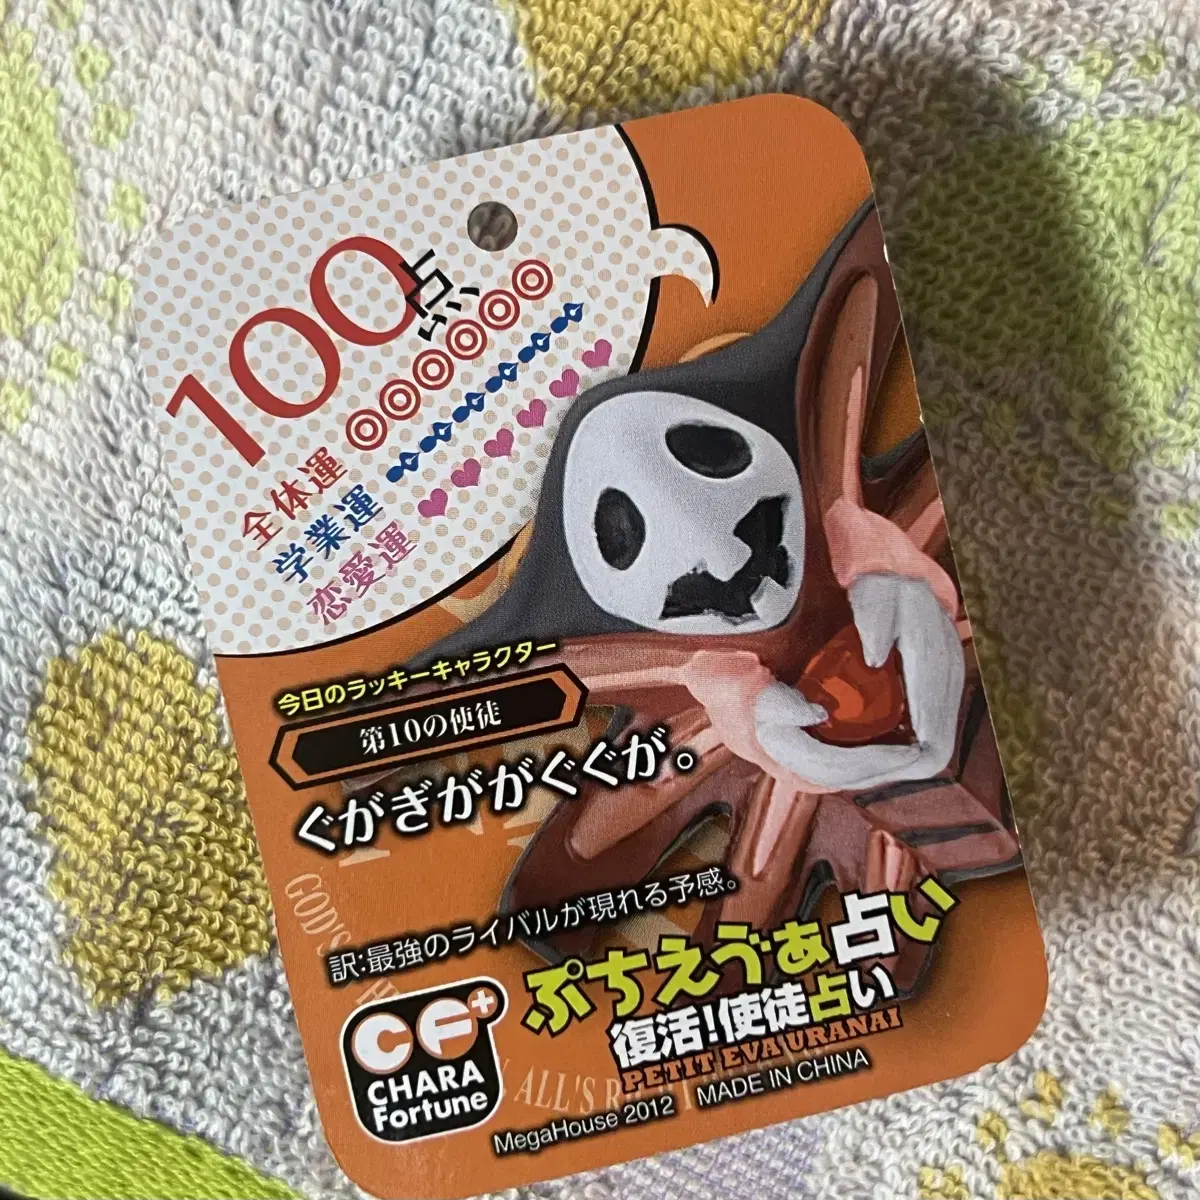 100点
全体運
学業運
恋愛運
今日のラッキーキャラクター
第10の使徒
ぐがぎががぐぐが。
訳:最強のライバルが現れる予感。
GOD'S
CF+
CHARA
Fortune
ぷちえう゛ぁ占い
復活!使徒占い
PETIT EVA URANAI
ALL'S R
MegaHouse 2012 MADE IN CHINA